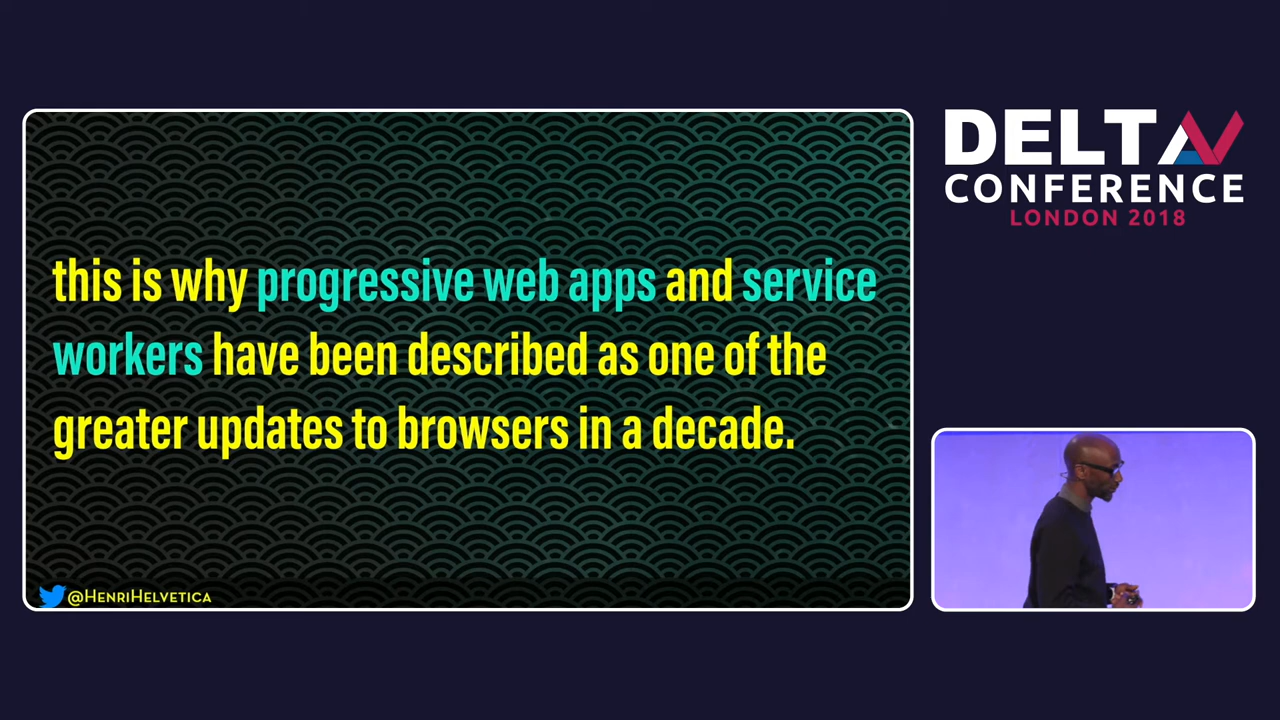 this is why progressive web apps and service
workers have been described as one of the
greater updates to browsers in a decade.
@HenriHelvetica
DELTA V
CONFERENCE
LONDON 2018